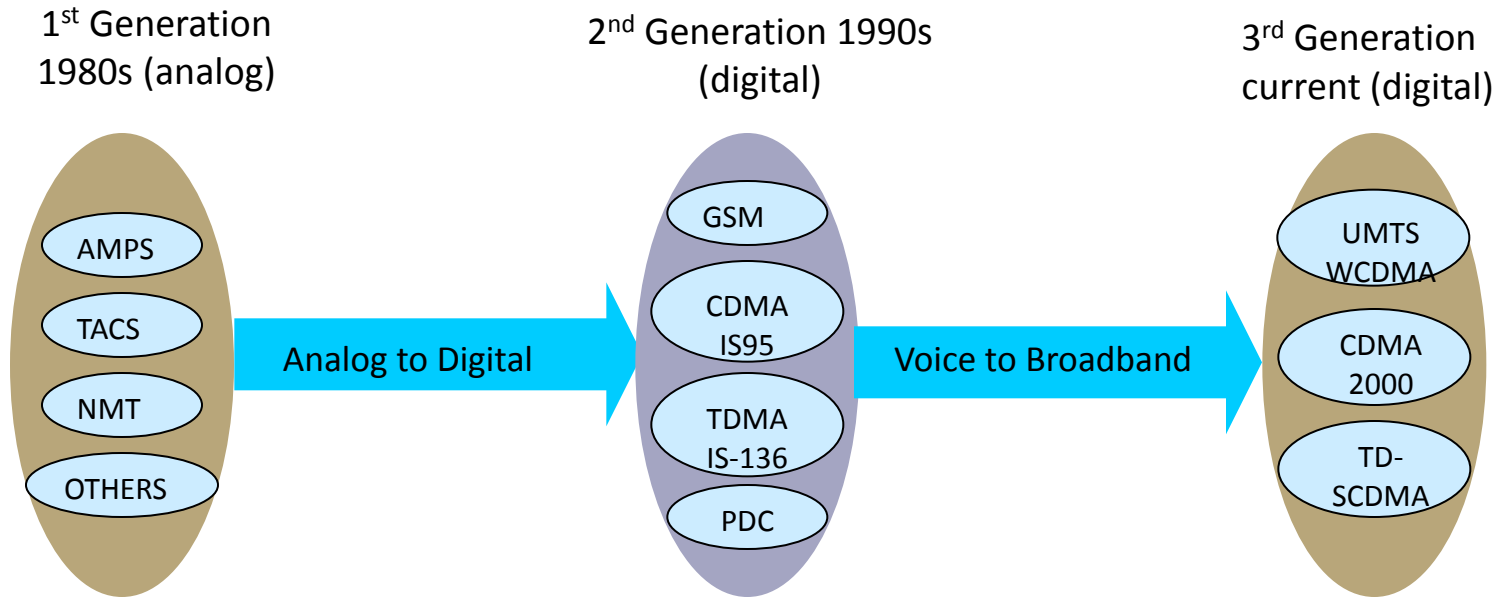 1st Generation
1980s (analog)
2nd Generation 1990s
(digital)
3rd Generation
current (digital)
AMPS
TACS
NMT
OTHERS
Analog to Digital
GSM
CDMA
IS95
TDMA
IS-136
PDC
Voice to Broadband
UMTS
WCDMA
CDMA
2000
TD-
SCDMA